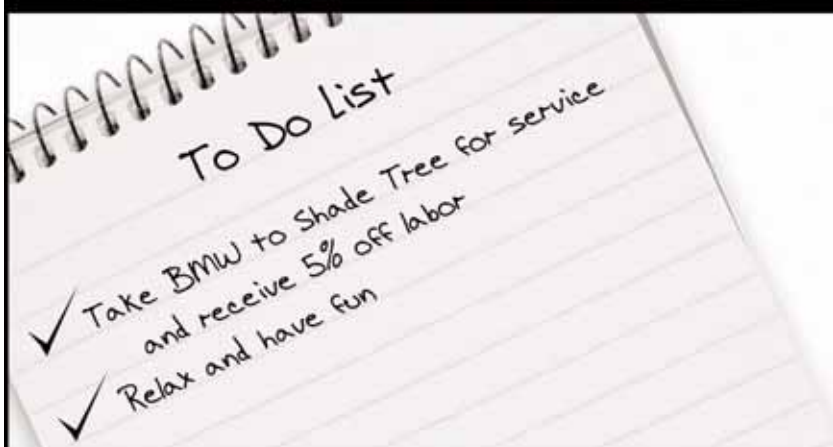 To Do List
Take BMW to Shade Tree for service
and receive 5% off labor
Relax and have fun